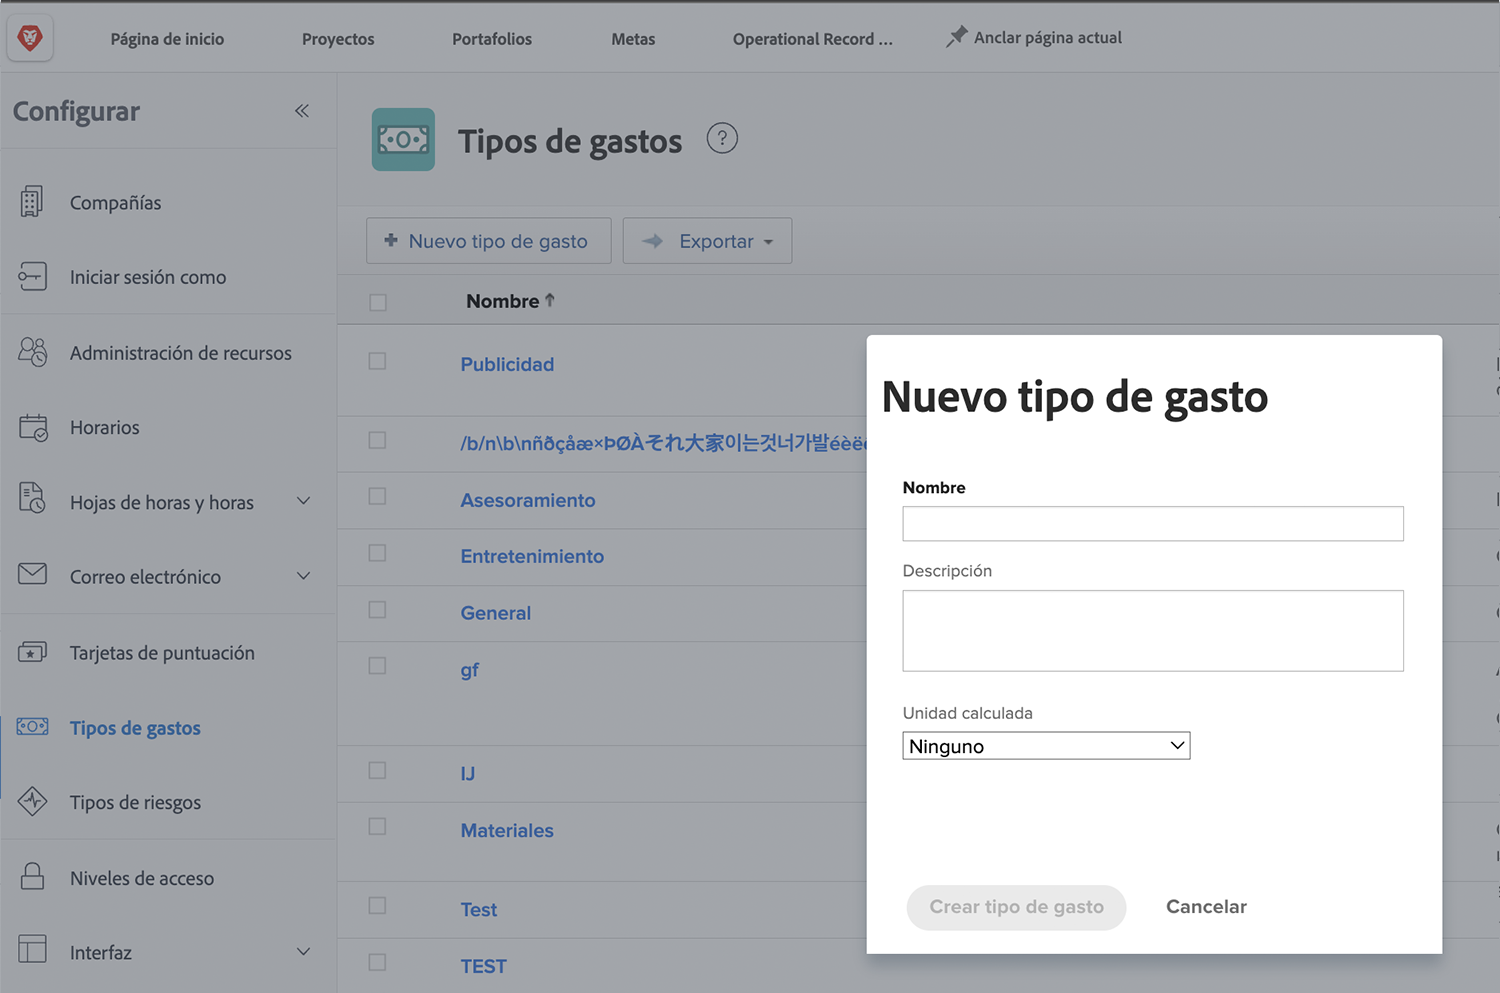 Página de inicio
Proyectos
Portafolios
Metas
Operational Record ...
Anclar página actual
Configurar
Compañías
Iniciar sesión como
Administración de recursos
Horarios
Hojas de horas y horas
Correo electrónico
Tarjetas de puntuación
Tipos de gastos
Tipos de riesgos
Niveles de acceso
Interfaz
Tipos de gastos
?
Nuevo tipo de gasto
Exportar
Nombre
Publicidad
/b/n\b\nñðçåæ×ÞØÀそれ大家이는것너가발éèë
Asesoramiento
Entretenimiento
General
gf
IJ
Materiales
Test
TEST
Nuevo tipo de gasto
Nombre
Descripción
Unidad calculada
Ninguno
Crear tipo de gasto
Cancelar